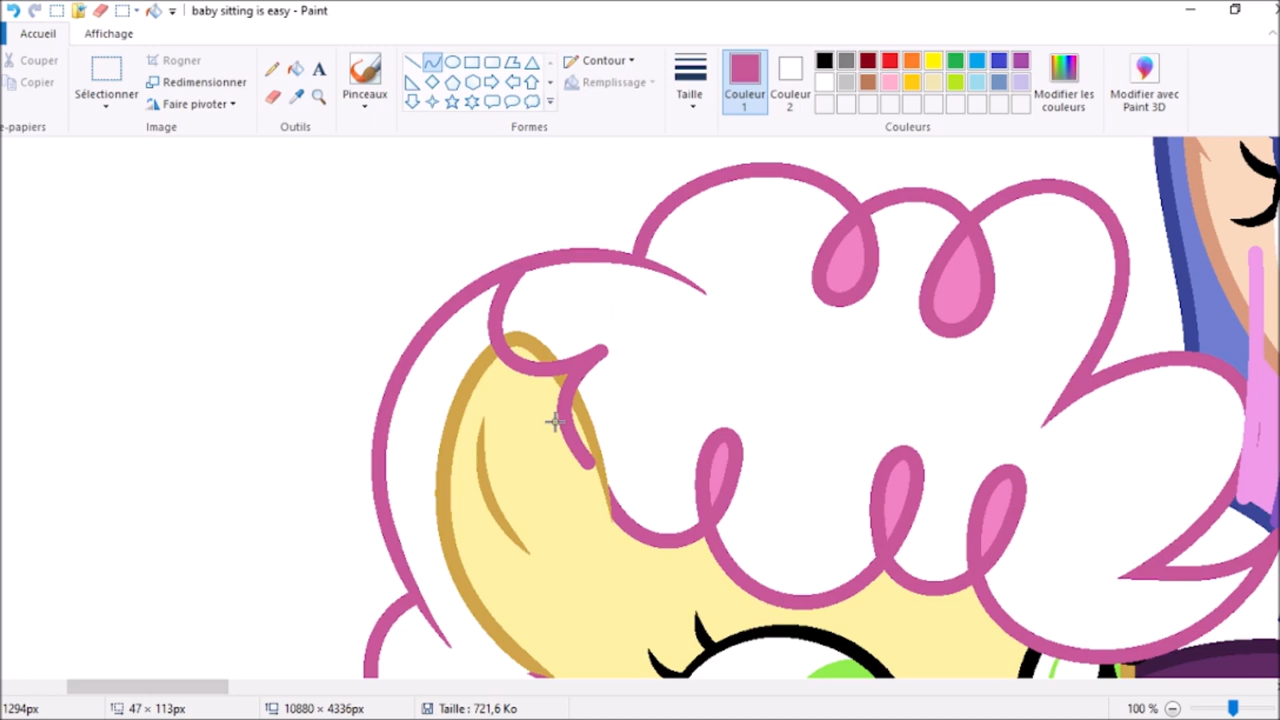 baby sitting is easy - Paint
Accueil Affichage
Couper
Copier
e-papiers
Sélectionner
Rogner
Redimensionner
Faire pivoter
Image
A
Outils
Pinceaux
Contour
Remplissage
Formes
Taille
Couleur 1
Couleur 2
Modifier les couleurs
Modifier avec Paint 3D
Couleurs
1294px 47 × 113px 10880 × 4336px Taille : 721,6 Ko 100 %